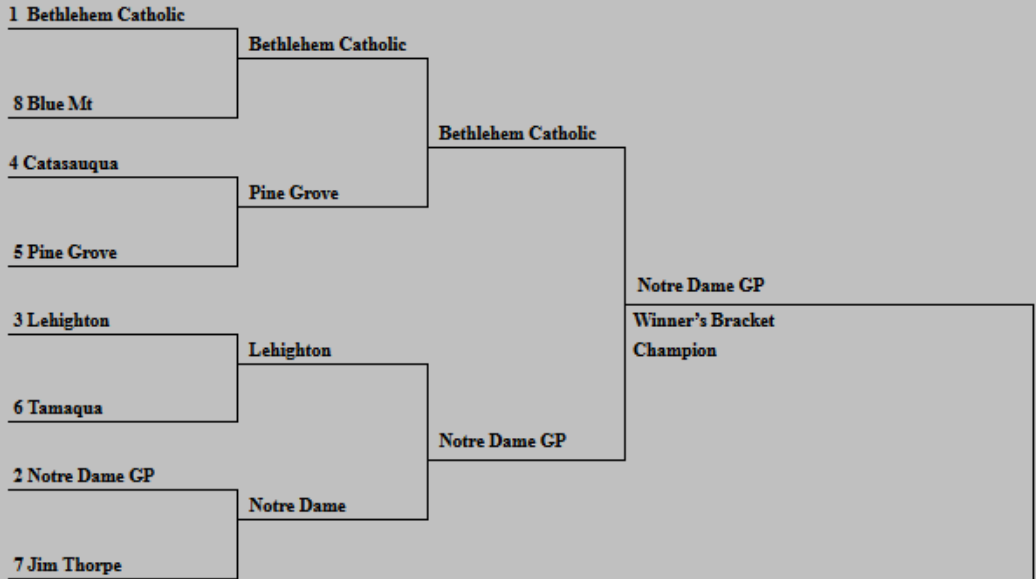 1 Bethlehem Catholic
Bethlehem Catholic
8 Blue Mt
Bethlehem Catholic
4 Catasauqua
Pine Grove
5 Pine Grove
Notre Dame GP
Winner's Bracket
Champion
3 Lehighton
Lehighton
6 Tamaqua
Notre Dame GP
2 Notre Dame GP
Notre Dame
7 Jim Thorpe